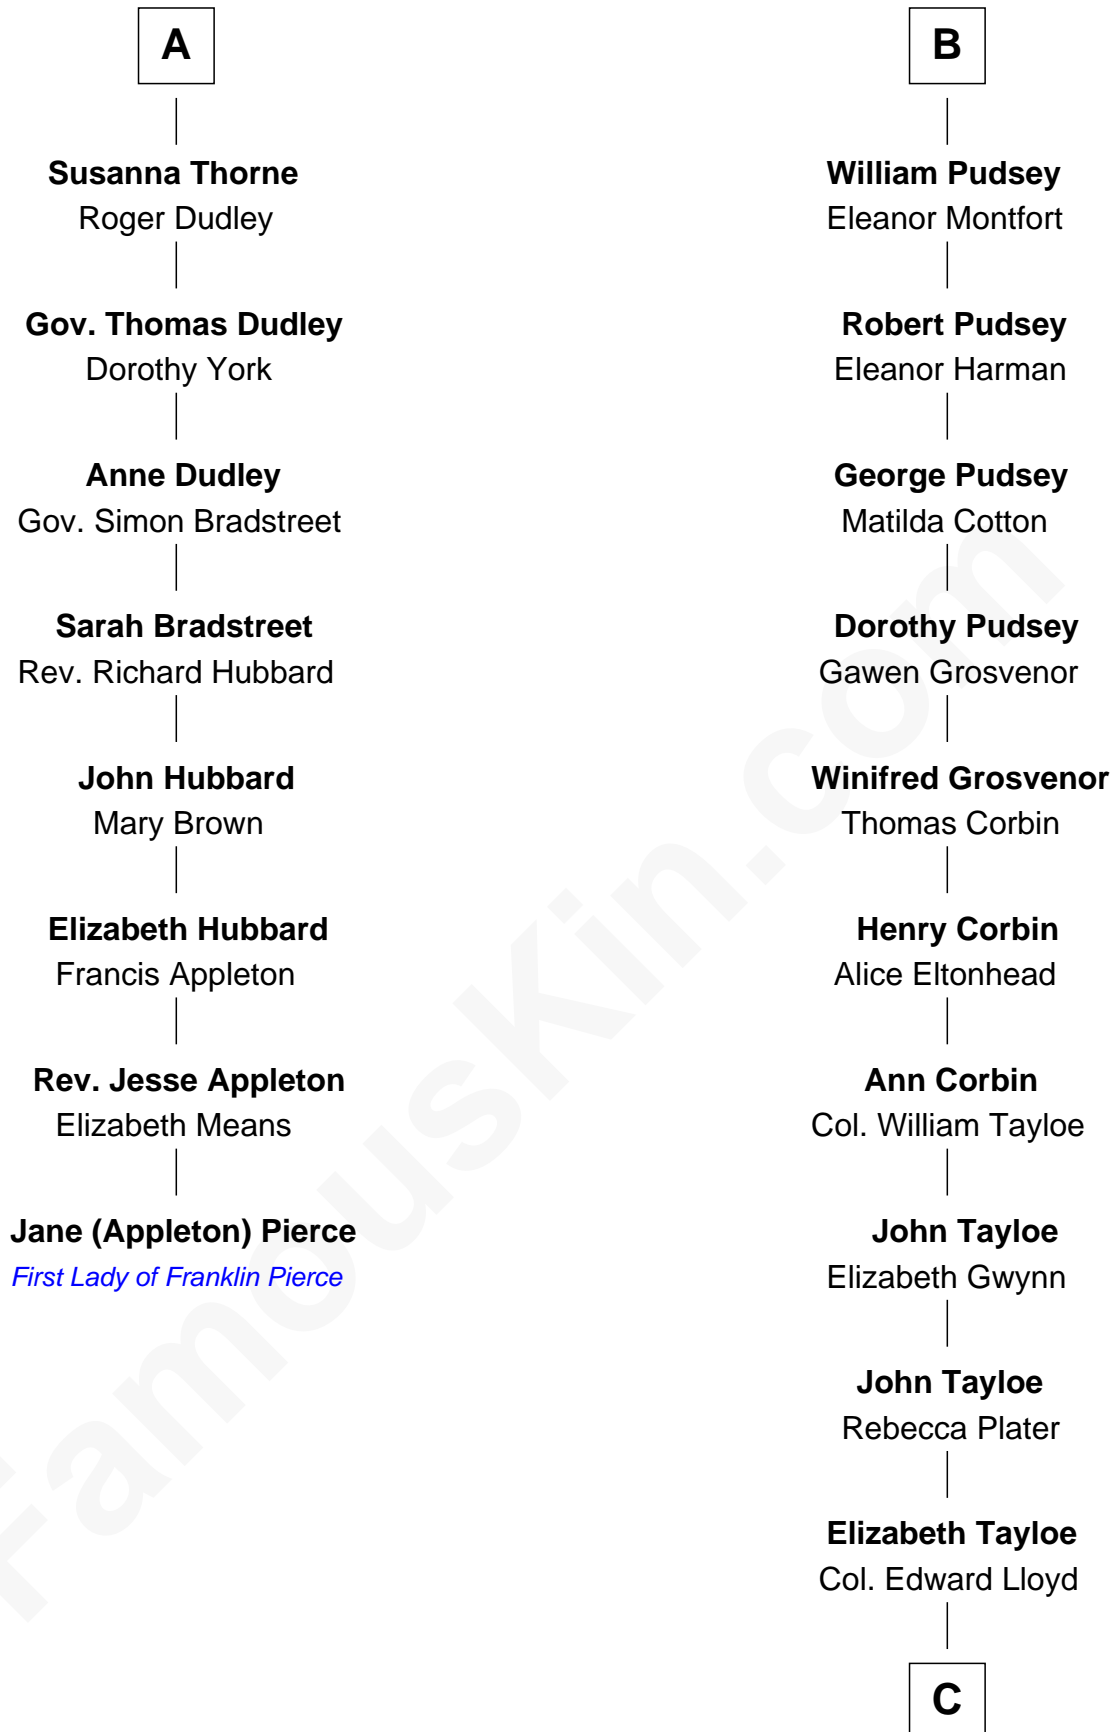 A
Susanna Thorne
Roger Dudley
Gov. Thomas Dudley
Dorothy York
Anne Dudley
Gov. Simon Bradstreet
Sarah Bradstreet
Rev. Richard Hubbard
John Hubbard
Mary Brown
Elizabeth Hubbard
Francis Appleton
Rev. Jesse Appleton
Elizabeth Means
Jane (Appleton) Pierce
First Lady of Franklin Pierce
B
William Pudsey
Eleanor Montfort
Robert Pudsey
Eleanor Harman
George Pudsey
Matilda Cotton
Dorothy Pudsey
Gawen Grosvenor
Winifred Grosvenor
Thomas Corbin
Henry Corbin
Alice Eltonhead
Ann Corbin
Col. William Tayloe
John Tayloe
Elizabeth Gwynn
John Tayloe
Rebecca Plater
Elizabeth Tayloe
Col. Edward Lloyd
C
FamousKin.com